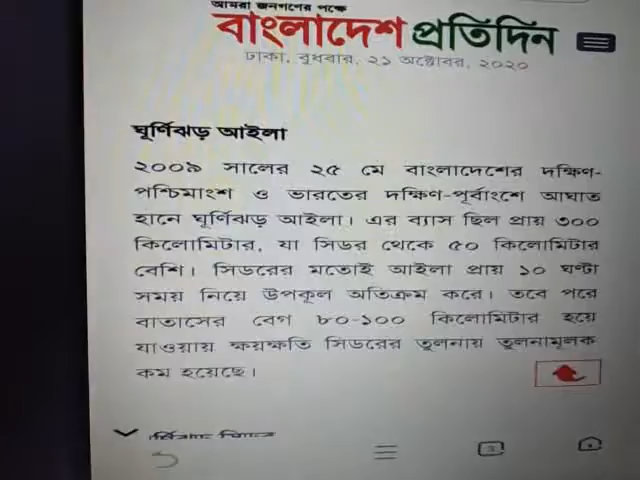 আমরা জনগণের পক্ষে
বাংলাদেশ প্রতিদিন
ঢাকা, বুধবার, ২১ অক্টোবর, ২০২০
ঘূর্ণিঝড় আইলা
২০০৯ সালের ২৫ মে বাংলাদেশের দক্ষিণ-
পশ্চিমাংশ ও ভারতের দক্ষিণ-পূর্বাংশে আঘাত
হানে ঘূর্ণিঝড় আইলা। এর ব্যাস ছিল প্রায় ৩০০
কিলোমিটার, যা সিডর থেকে ৫০ কিলোমিটার
বেশি। সিডরের মতোই আইলা প্রায় ১০ ঘণ্টা
সময় নিয়ে উপকূল অতিক্রম করে। তবে পরে
বাতাসের বেগ ৮০-১০০ কিলোমিটার হয়ে
যাওয়ায় ক্ষয়ক্ষতি সিডরের তুলনায় তুলনামূলক
কম হয়েছে।